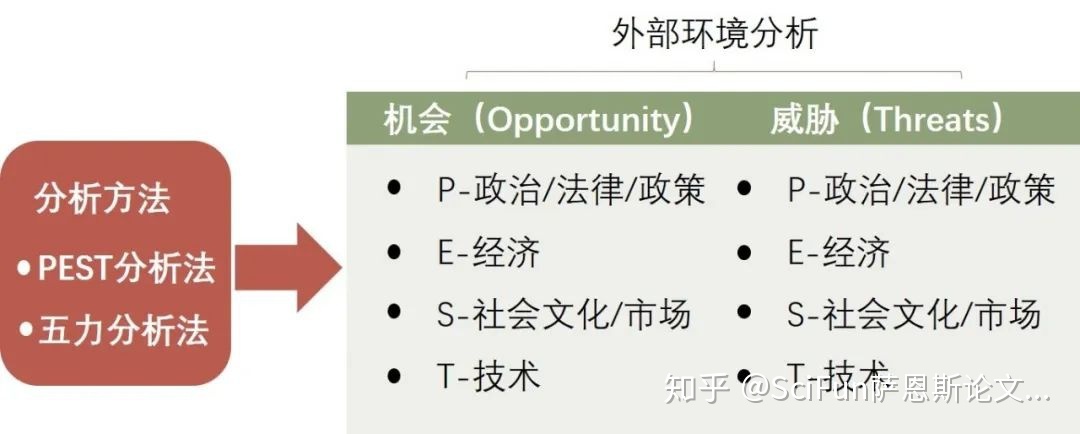 外部环境分析
机会（Opportunity） 威胁（Threats）
分析方法
•PEST分析法
•五力分析法
• P-政治/法律/政策
• E-经济
• S-社会文化/市场
• T-技术
• P-政治/法律/政策
• E-经济
• S-社会文化/市场
• T-技术
知乎 @SciFun萨恩斯论文...